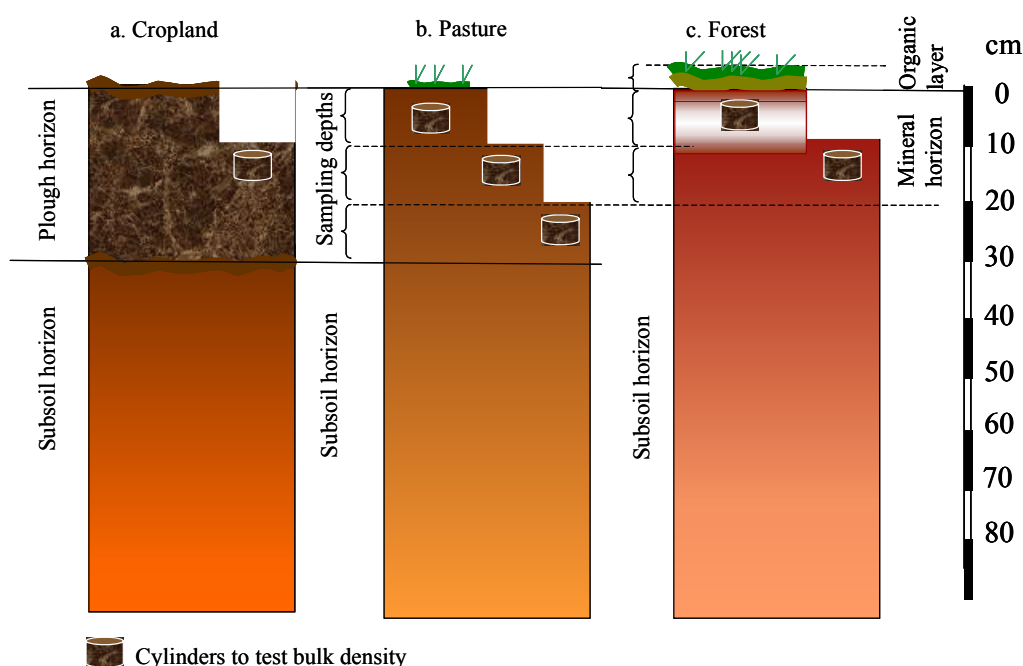 a. Cropland
b. Pasture
c. Forest
Organic
layer
cm
Plough horizon
Sampling depths
Mineral
horizon
Subsoil horizon
Subsoil horizon
Subsoil horizon
0
10
20
30
40
50
60
70
80
Cylinders to test bulk density